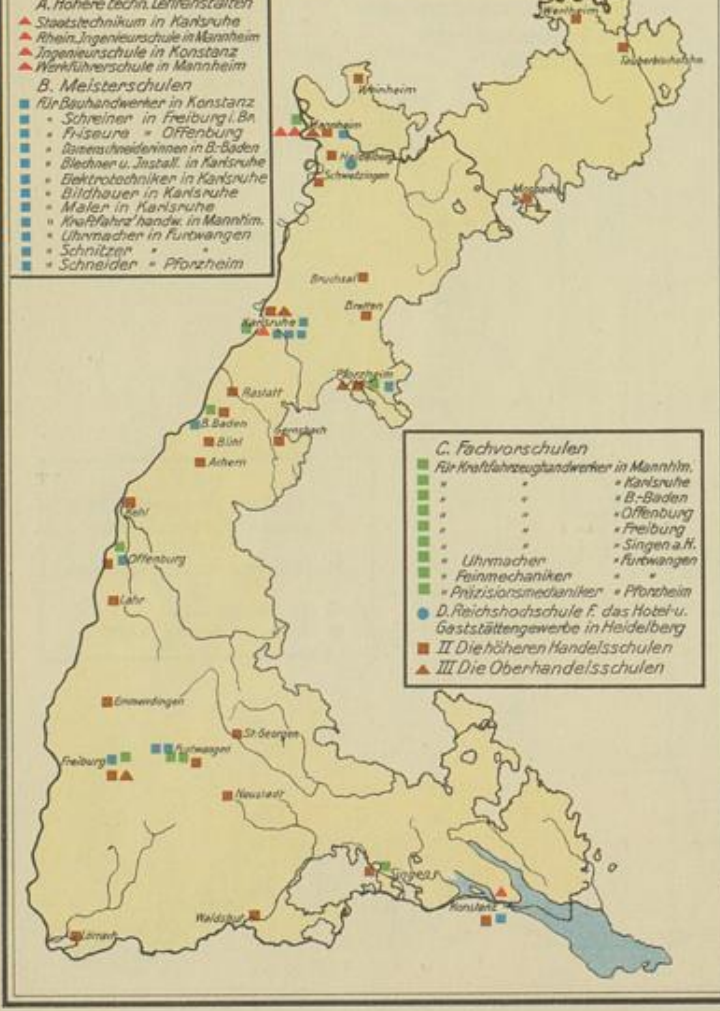 A. Höhere techn. Lehranstalten
Staatstechnikum in Karlsruhe
Rhein. Ingenieurschule in Mannheim
Ingenieurschule in Konstanz
Werkführerschule in Mannheim
B. Meisterschulen
für Bauhandwerker in Konstanz
" Schreiner in Freiburg i. Br.
" Friseure " Offenburg
" Damenschneiderinnen in B.-Baden
" Blechner u. Install. in Karlsruhe
" Elektrotechniker in Karlsruhe
" Bildhauer in Karlsruhe
" Maler in Karlsruhe
" Kraftfahrz'handw. in Mannhm.
" Uhrmacher in Furtwangen
" Schnitzer " "
" Schneider " Pforzheim
Wertheim
Tauberbischofshm.
Weinheim
Mannheim
Heidelberg
Schwetzingen
Mosbach
Bruchsal
Bretten
Karlsruhe
Pforzheim
Rastatt
B. Baden
Gernsbach
Bühl
Achern
Kehl
Offenburg
Lahr
C. Fachvorschulen
für Kraftfahrzeughandwerker in Mannh'm.
" " " Karlsruhe
" " " B.-Baden
" " " Offenburg
" " " Freiburg
" " " Singen a. H.
" Uhrmacher " Furtwangen
" Feinmechaniker " "
" Präzisionsmechaniker " Pforzheim
D. Reichshochschule F. das Hotel- u.
Gaststättengewerbe in Heidelberg
II Die höheren Handelsschulen
III Die Oberhandelsschulen
Emmendingen
St. Georgen
Freiburg
Furtwangen
Neustadt
Singen
Konstanz
Waldshut
Lörrach